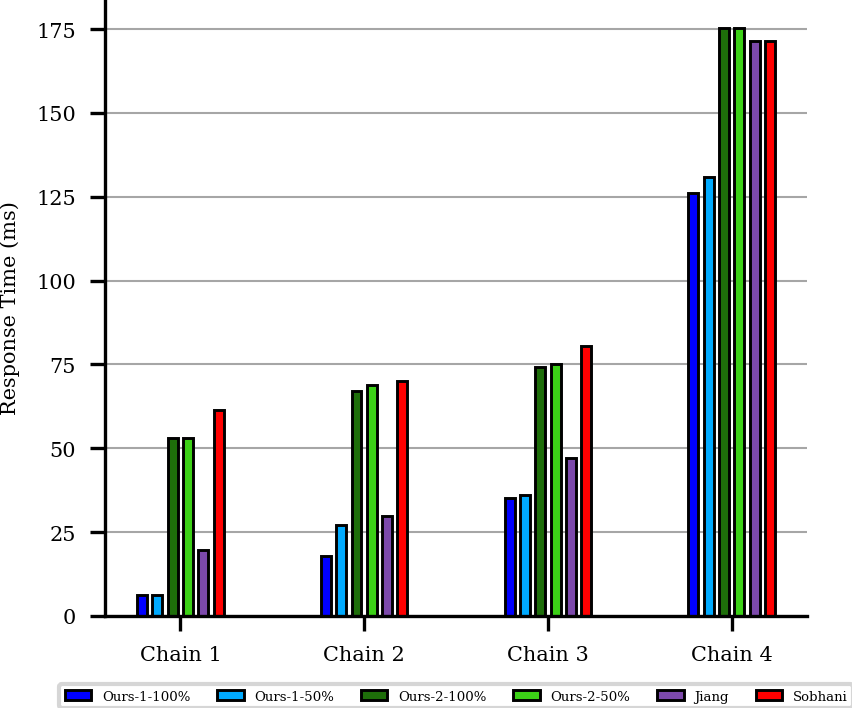 175
150
125
100
75
50
25
0
Response Time (ms)
Chain 1 Chain 2 Chain 3 Chain 4
Ours-1-100% Ours-1-50% Ours-2-100% Ours-2-50% Jiang Sobhani